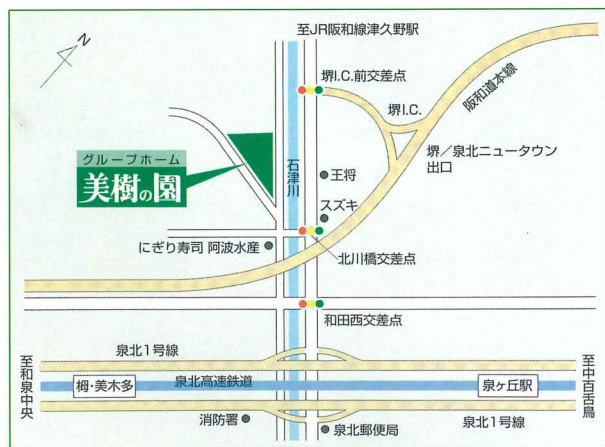 至JR阪和線津久野駅
N
堺I.C.前交差点
堺I.C.
阪和道本線
堺／泉北ニュータウン
出口
グループホーム
美樹の園
石津川
王将
スズキ
にぎり寿司 阿波水産
北川橋交差点
和田西交差点
泉北1号線
至和泉中央
栂・美木多
泉北高速鉄道
泉ヶ丘駅
至中百舌鳥
消防署
泉北郵便局
泉北1号線